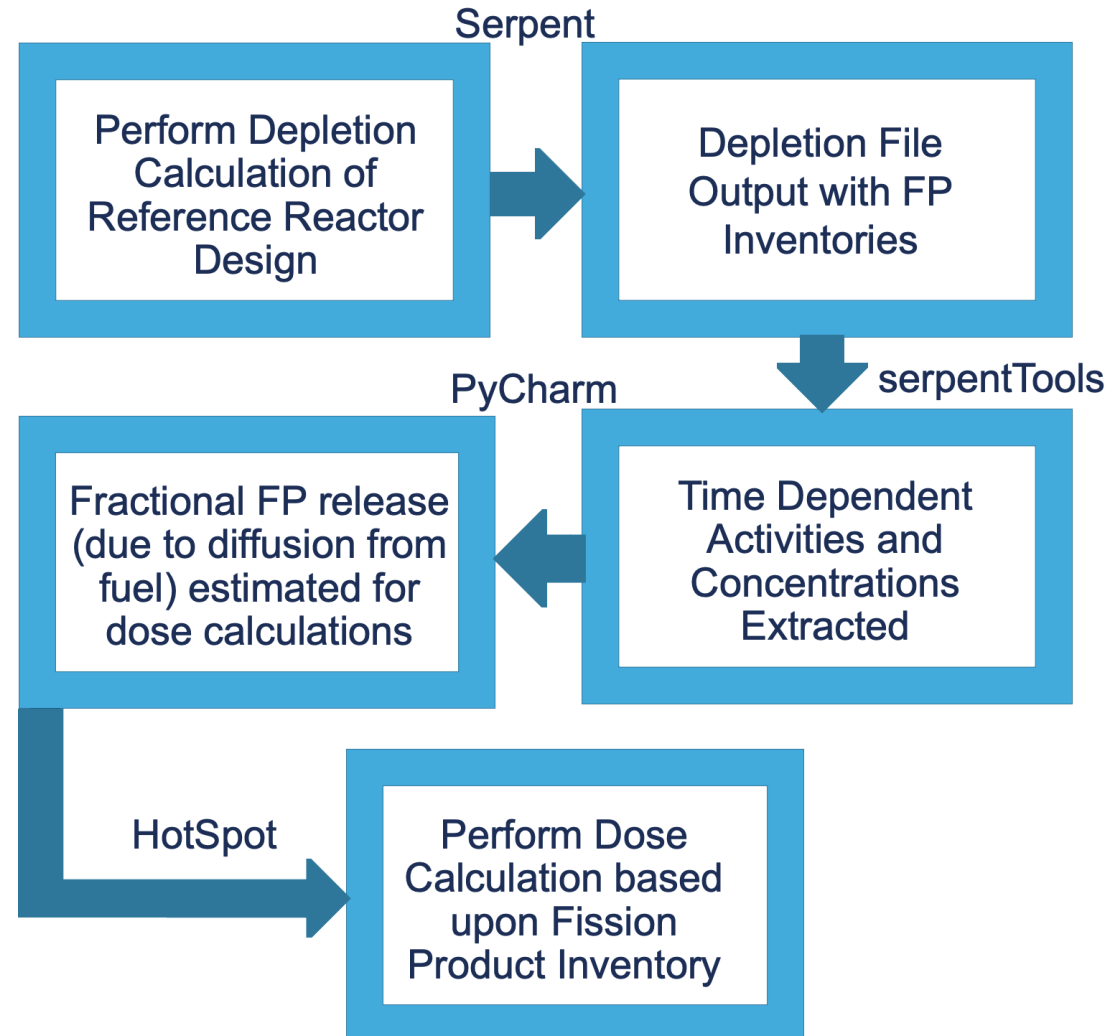 Serpent
Perform Depletion
Calculation of
Reference Reactor
Design
Depletion File
Output with FP
Inventories
serpentTools
Time Dependent
Activities and
Concentrations
Extracted
PyCharm
Fractional FP release
(due to diffusion from
fuel) estimated for
dose calculations
HotSpot
Perform Dose
Calculation based
upon Fission
Product Inventory